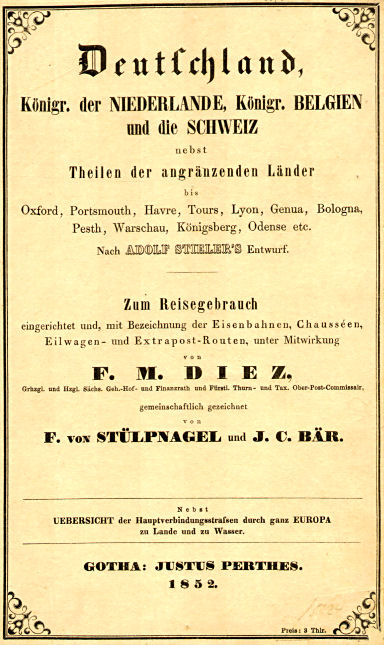 Deutſchland,
Königr. der NIEDERLANDE, Königr. BELGIEN
und die SCHWEIZ
nebst
Theilen der angränzenden Länder
bis
Oxford, Portsmouth, Havre, Tours, Lyon, Genua, Bologna,
Pesth, Warschau, Königsberg, Odense etc.
Nach ADOLF STIELER'S Entwurf.
Zum Reisegebrauch
eingerichtet und, mit Bezeichnung der Eisenbahnen, Chausséen,
Eilwagen- und Extrapost-Routen, unter Mitwirkung
von
F. M. DIEZ,
Grhzgl. und Hzgl. Sächs. Geh.-Hof- und Finanzrath und Fürstl. Thurn- und Tax. Ober-Post-Commissair,
gemeinschaftlich gezeichnet
von
F. von STÜLPNAGEL und J. C. BÄR.
Nebst
UEBERSICHT der Hauptverbindungsstrafsen durch ganz EUROPA
zu Lande und zu Wasser.
GOTHA: JUSTUS PERTHES.
1852.
Preis: 3 Thlr.